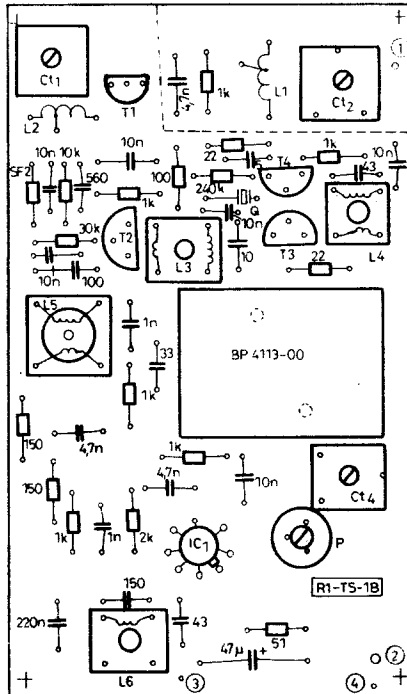 Ct1
T1
4,7n
1k
L1
Ct2
1
L2
22
T4
1k
10n
43
SF2
10n
10k
560
10n
1k
100
240k
Q
10n
30k
T2
L3
10
T3
22
L4
10n
100
L5
1n
33
BP 4113-00
1k
150
4,7n
1k
4,7n
10n
Ct4
150
1k
1n
2k
IC1
P
R1-TS-1B
150
220n
43
51
47µ
+
L6
3
4
2